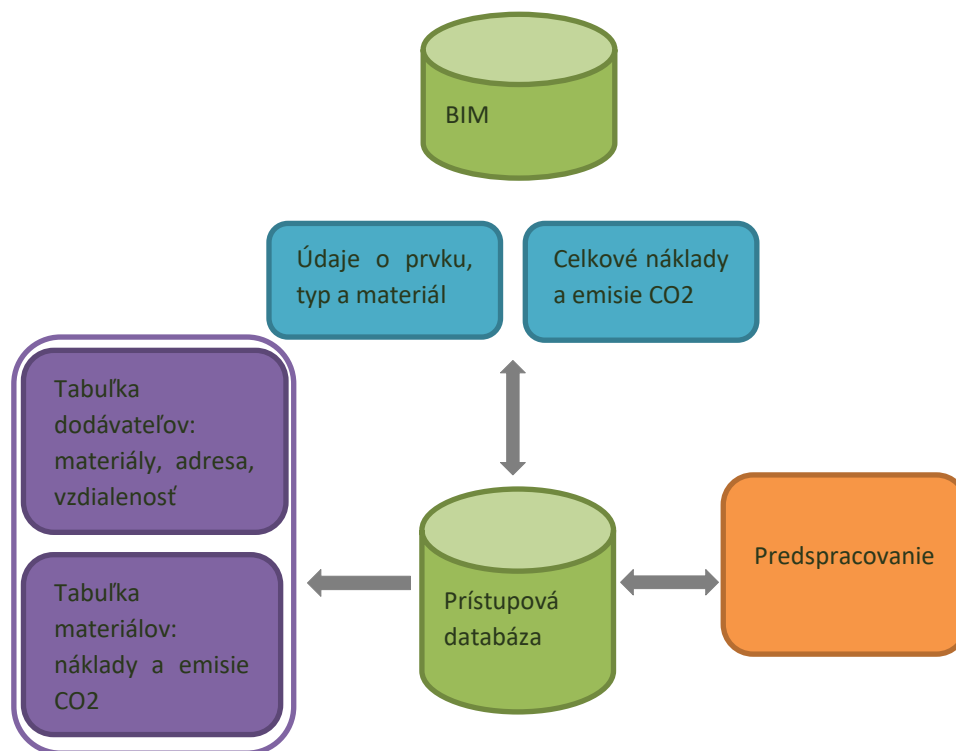 BIM
Údaje o prvku,
typ a materiál
Celkové náklady
a emisie CO2
Tabuľka
dodávateľov:
materiály, adresa,
vzdialenosť
Tabuľka
materiálov:
náklady a emisie
CO2
Prístupová
databáza
Predspracovanie